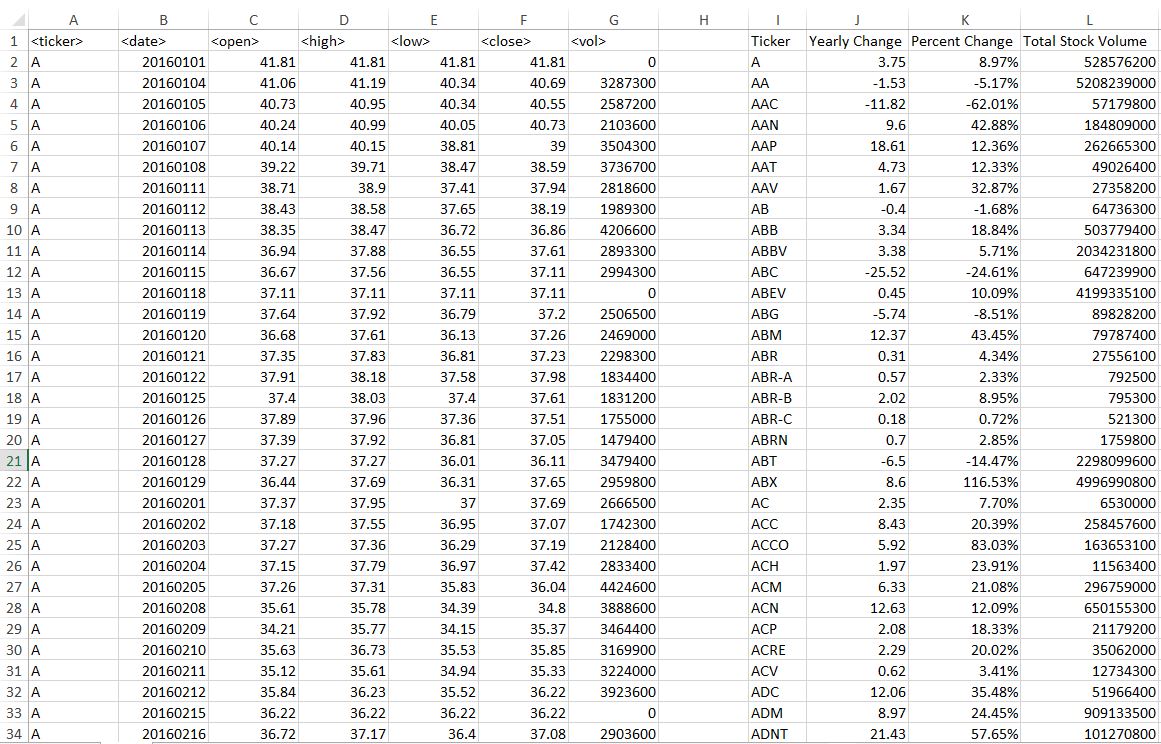 A B C D E F G H I J K L
1 <ticker> <date> <open> <high> <low> <close> <vol> Ticker Yearly Change Percent Change Total Stock Volume
2 A 20160101 41.81 41.81 41.81 41.81 0 A 3.75 8.97% 528576200
3 A 20160104 41.06 41.19 40.34 40.69 3287300 AA -1.53 -5.17% 5208239000
4 A 20160105 40.73 40.95 40.34 40.55 2587200 AAC -11.82 -62.01% 57179800
5 A 20160106 40.24 40.99 40.05 40.73 2103600 AAN 9.6 42.88% 184809000
6 A 20160107 40.14 40.15 38.81 39 3504300 AAP 18.61 12.36% 262665300
7 A 20160108 39.22 39.71 38.47 38.59 3736700 AAT 4.73 12.33% 49026400
8 A 20160111 38.71 38.9 37.41 37.94 2818600 AAV 1.67 32.87% 27358200
9 A 20160112 38.43 38.58 37.65 38.19 1989300 AB -0.4 -1.68% 64736300
10 A 20160113 38.35 38.47 36.72 36.86 4206600 ABB 3.34 18.84% 503779400
11 A 20160114 36.94 37.88 36.55 37.61 2893300 ABBV 3.38 5.71% 2034231800
12 A 20160115 36.67 37.56 36.55 37.11 2994300 ABC -25.52 -24.61% 647239900
13 A 20160118 37.11 37.11 37.11 37.11 0 ABEV 0.45 10.09% 4199335100
14 A 20160119 37.64 37.92 36.79 37.2 2506500 ABG -5.74 -8.51% 89828200
15 A 20160120 36.68 37.61 36.13 37.26 2469000 ABM 12.37 43.45% 79787400
16 A 20160121 37.35 37.83 36.81 37.23 2298300 ABR 0.31 4.34% 27556100
17 A 20160122 37.91 38.18 37.58 37.98 1834400 ABR-A 0.57 2.33% 792500
18 A 20160125 37.4 38.03 37.4 37.61 1831200 ABR-B 2.02 8.95% 795300
19 A 20160126 37.89 37.96 37.36 37.51 1755000 ABR-C 0.18 0.72% 521300
20 A 20160127 37.39 37.92 36.81 37.05 1479400 ABRN 0.7 2.85% 1759800
21 A 20160128 37.27 37.27 36.01 36.11 3479400 ABT -6.5 -14.47% 2298099600
22 A 20160129 36.44 37.69 36.31 37.65 2959800 ABX 8.6 116.53% 4996990800
23 A 20160201 37.37 37.95 37 37.69 2666500 AC 2.35 7.70% 6530000
24 A 20160202 37.18 37.55 36.95 37.07 1742300 ACC 8.43 20.39% 258457600
25 A 20160203 37.27 37.36 36.29 37.19 2128400 ACCO 5.92 83.03% 163653100
26 A 20160204 37.15 37.79 36.97 37.42 2833400 ACH 1.97 23.91% 11563400
27 A 20160205 37.26 37.31 35.83 36.04 4424600 ACM 6.33 21.08% 296759000
28 A 20160208 35.61 35.78 34.39 34.8 3888600 ACN 12.63 12.09% 650155300
29 A 20160209 34.21 35.77 34.15 35.37 3464400 ACP 2.08 18.33% 21179200
30 A 20160210 35.63 36.73 35.53 35.85 3169900 ACRE 2.29 20.02% 35062000
31 A 20160211 35.12 35.61 34.94 35.33 3224000 ACV 0.62 3.41% 12734300
32 A 20160212 35.84 36.23 35.52 36.22 3923600 ADC 12.06 35.48% 51966400
33 A 20160215 36.22 36.22 36.22 36.22 0 ADM 8.97 24.45% 909133500
34 A 20160216 36.72 37.17 36.4 37.08 2903600 ADNT 21.43 57.65% 101270800